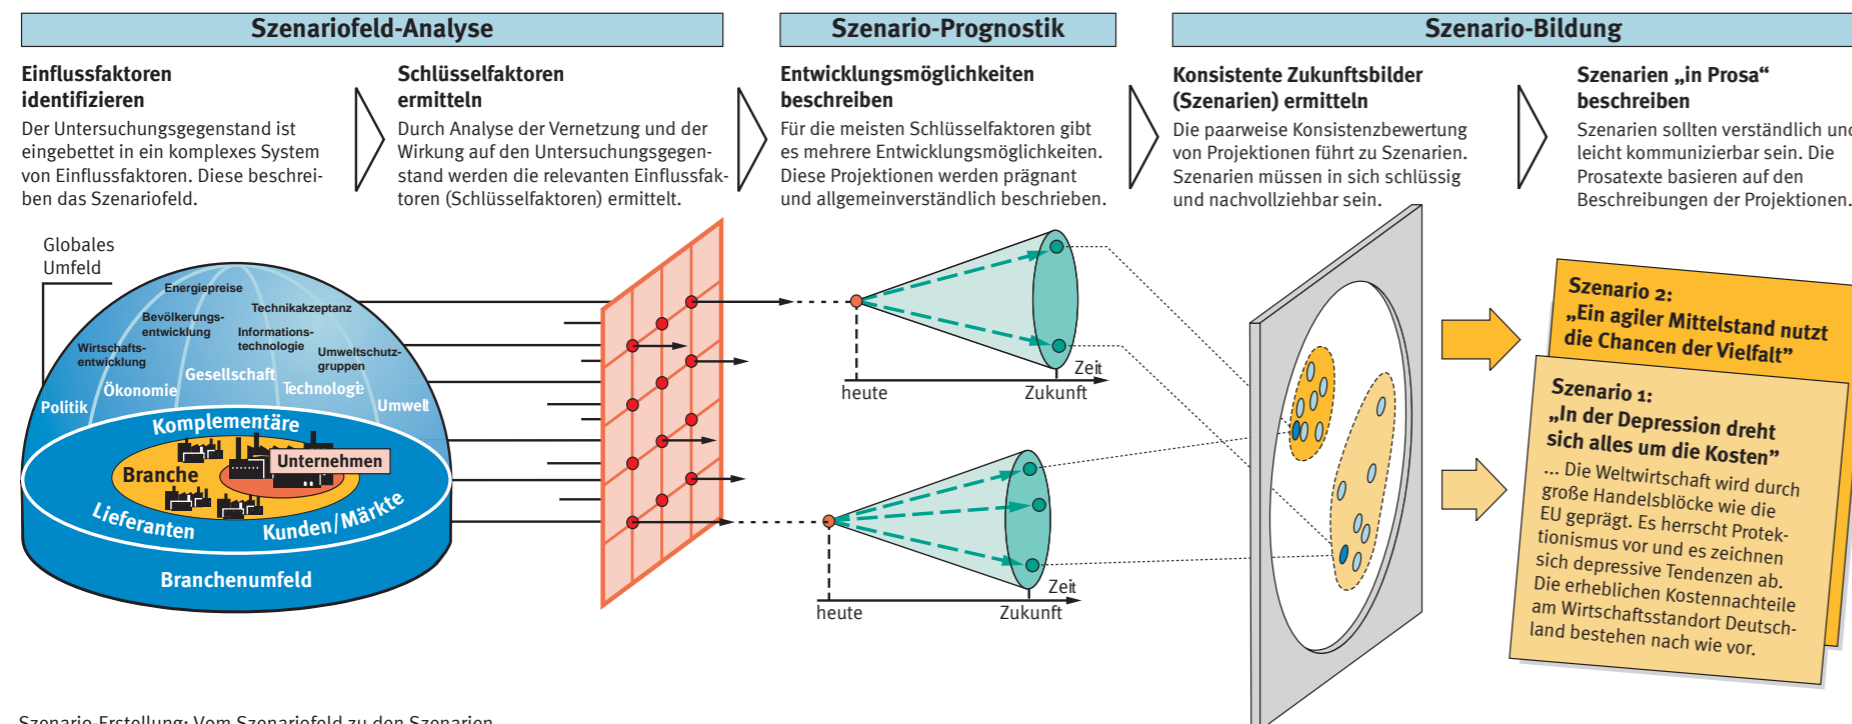 Szenariofeld-Analyse
Szenario-Prognostik
Szenario-Bildung
Einflussfaktoren
identifizieren
Der Untersuchungsgegenstand ist
eingebettet in ein komplexes System
von Einflussfaktoren. Diese beschrei-
ben das Szenariofeld.
Schlüsselfaktoren
ermitteln
Durch Analyse der Vernetzung und der
Wirkung auf den Untersuchungsgegen-
stand werden die relevanten Einflussfak-
toren (Schlüsselfaktoren) ermittelt.
Entwicklungsmöglichkeiten
beschreiben
Für die meisten Schlüsselfaktoren gibt
es mehrere Entwicklungsmöglichkeiten.
Diese Projektionen werden prägnant
und allgemeinverständlich beschrieben.
Konsistente Zukunftsbilder
(Szenarien) ermitteln
Die paarweise Konsistenzbewertung
von Projektionen führt zu Szenarien.
Szenarien müssen in sich schlüssig
und nachvollziehbar sein.
Szenarien „in Prosa“
beschreiben
Szenarien sollten verständlich und
leicht kommunizierbar sein. Die
Prosatexte basieren auf den
Beschreibungen der Projektionen.
Globales
Umfeld
Energiepreise
Technikakzeptanz
Bevölkerungs-
entwicklung
Informations-
technologie
Wirtschafts-
entwicklung
Umweltschutz-
gruppen
Politik
Ökonomie
Gesellschaft
Technologie
Umwelt
Komplementäre
Branche
Unternehmen
Lieferanten
Kunden/Märkte
Branchenumfeld
Zeit
heute
Zukunft
Zeit
heute
Zukunft
Szenario 2:
„Ein agiler Mittelstand nutzt
die Chancen der Vielfalt”
Szenario 1:
„In der Depression dreht
sich alles um die Kosten”
... Die Weltwirtschaft wird durch
große Handelsblöcke wie die
EU geprägt. Es herrscht Protek-
tionismus vor und es zeichnen
sich depressive Tendenzen ab.
Die erheblichen Kostennachteile
am Wirtschaftsstandort Deutsch-
land bestehen nach wie vor.
Szenario-Erstellung: Vom Szenariofeld zu den Szenarien